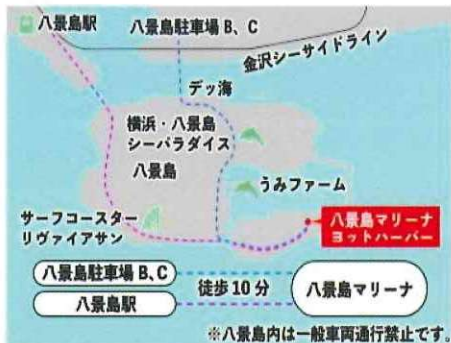 八景島駅
八景島駐車場 B、C
金沢シーサイドライン
デッ海
横浜・八景島
シーパラダイス
八景島
うみファーム
サーフコースター
リヴァイアサン
八景島マリーナ
ヨットハーバー
八景島駐車場 B、C
徒歩 10 分
八景島マリーナ
八景島駅
※八景島内は一般車両通行禁止です。